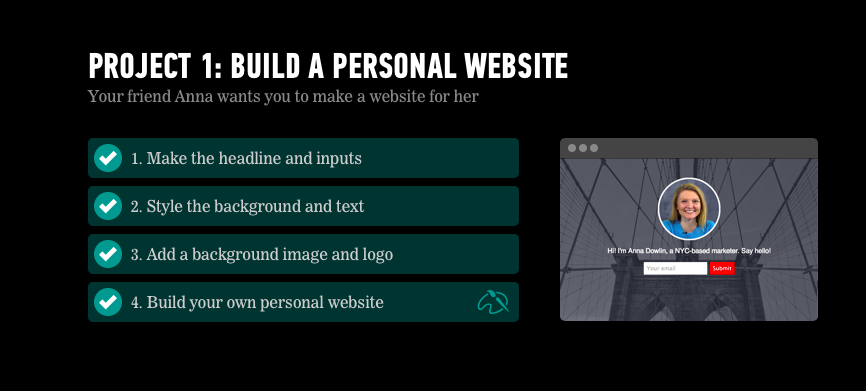 PROJECT 1: BUILD A PERSONAL WEBSITE
Your friend Anna wants you to make a website for her
1. Make the headline and inputs
2. Style the background and text
3. Add a background image and logo
4. Build your own personal website
Hi! I'm Anna Dowlin, a NYC-based marketer. Say hello!
Your email
Submit